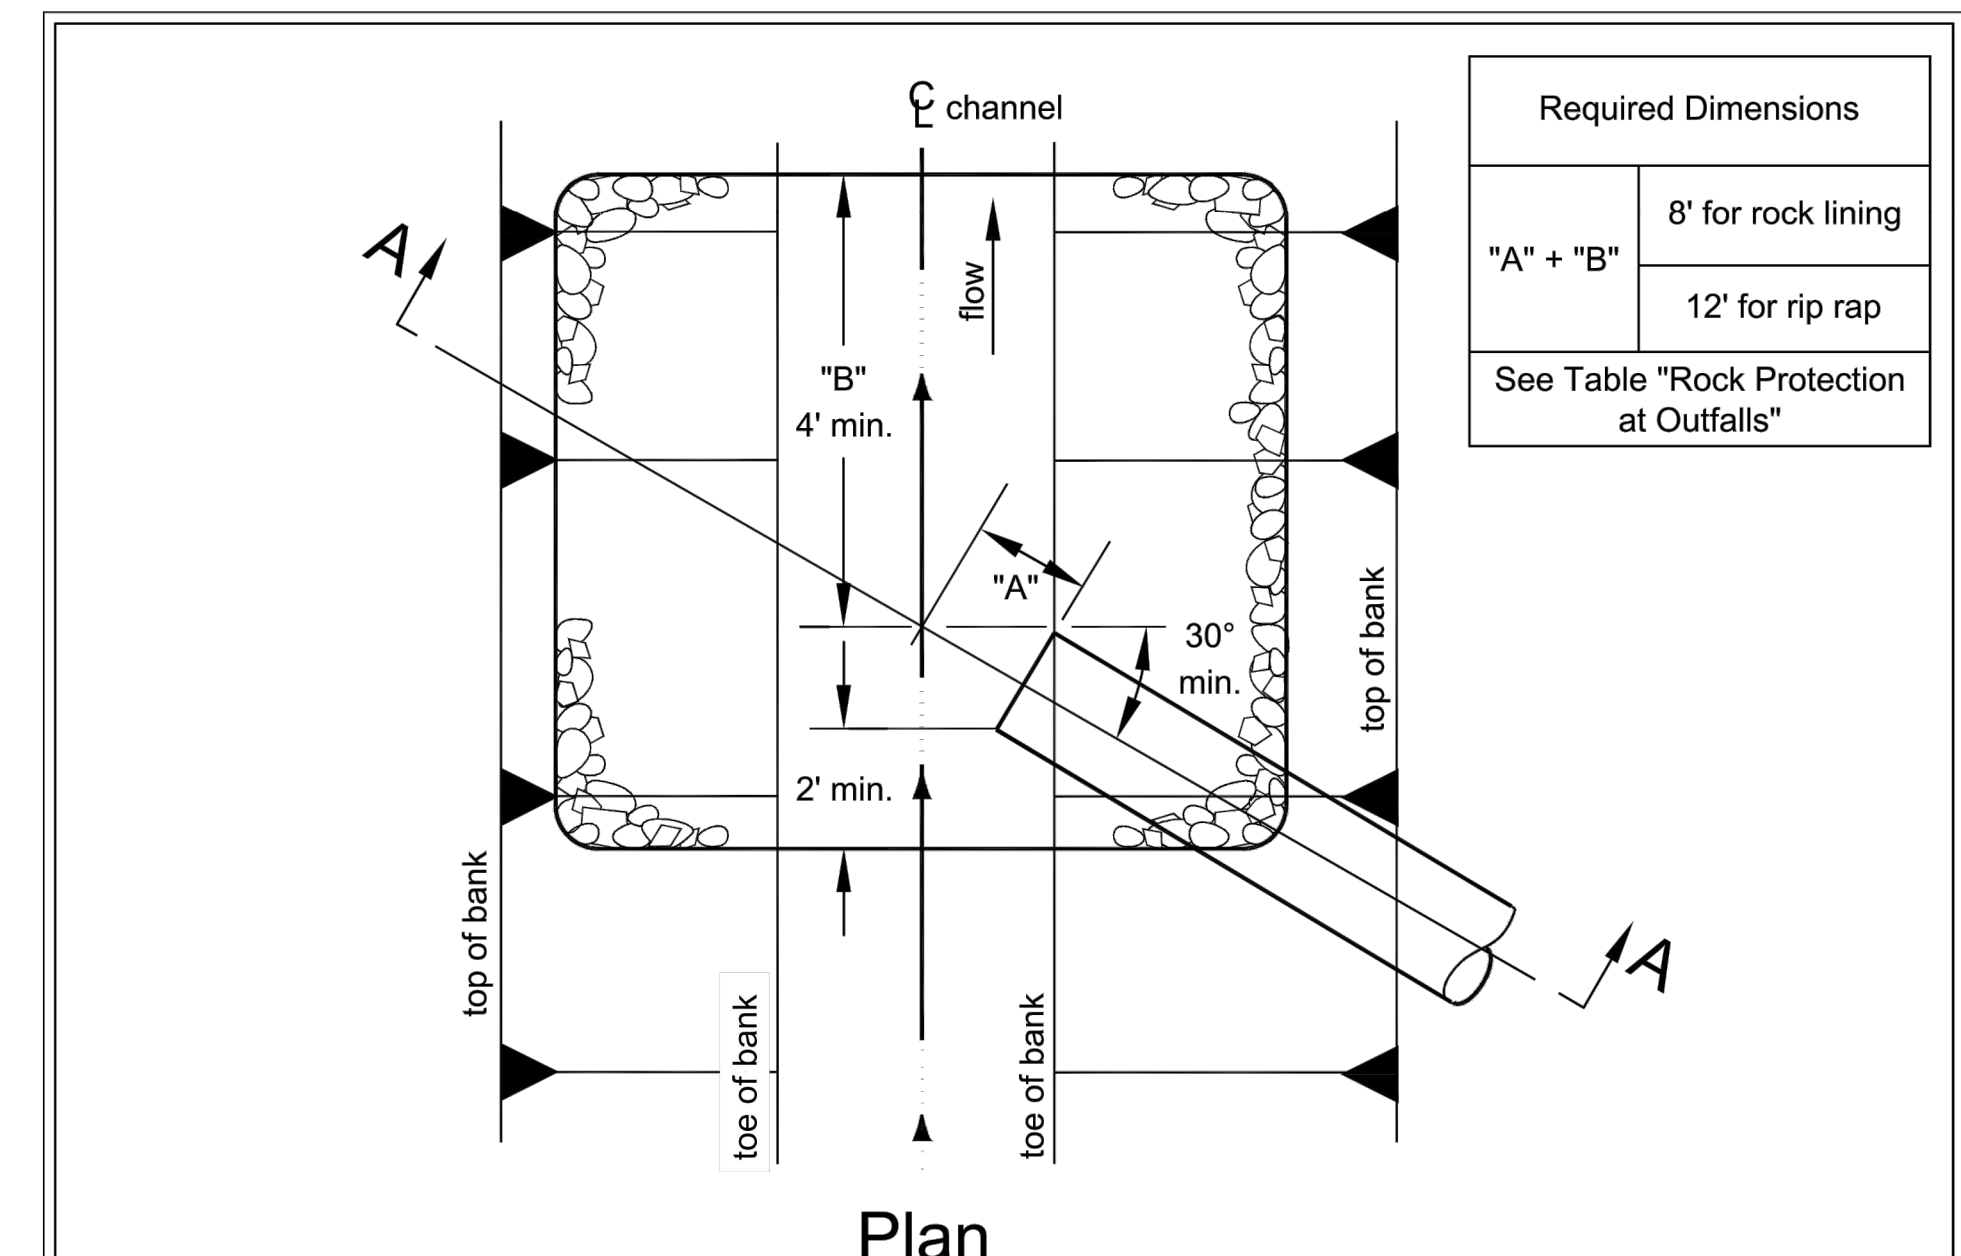 ℄ channel
Required Dimensions
"A" + "B"
8' for rock lining
12' for rip rap
See Table "Rock Protection
at Outfalls"
A
flow
"B"
4' min.
"A"
30°
min.
top of bank
2' min.
top of bank
toe of bank
toe of bank
A
Plan